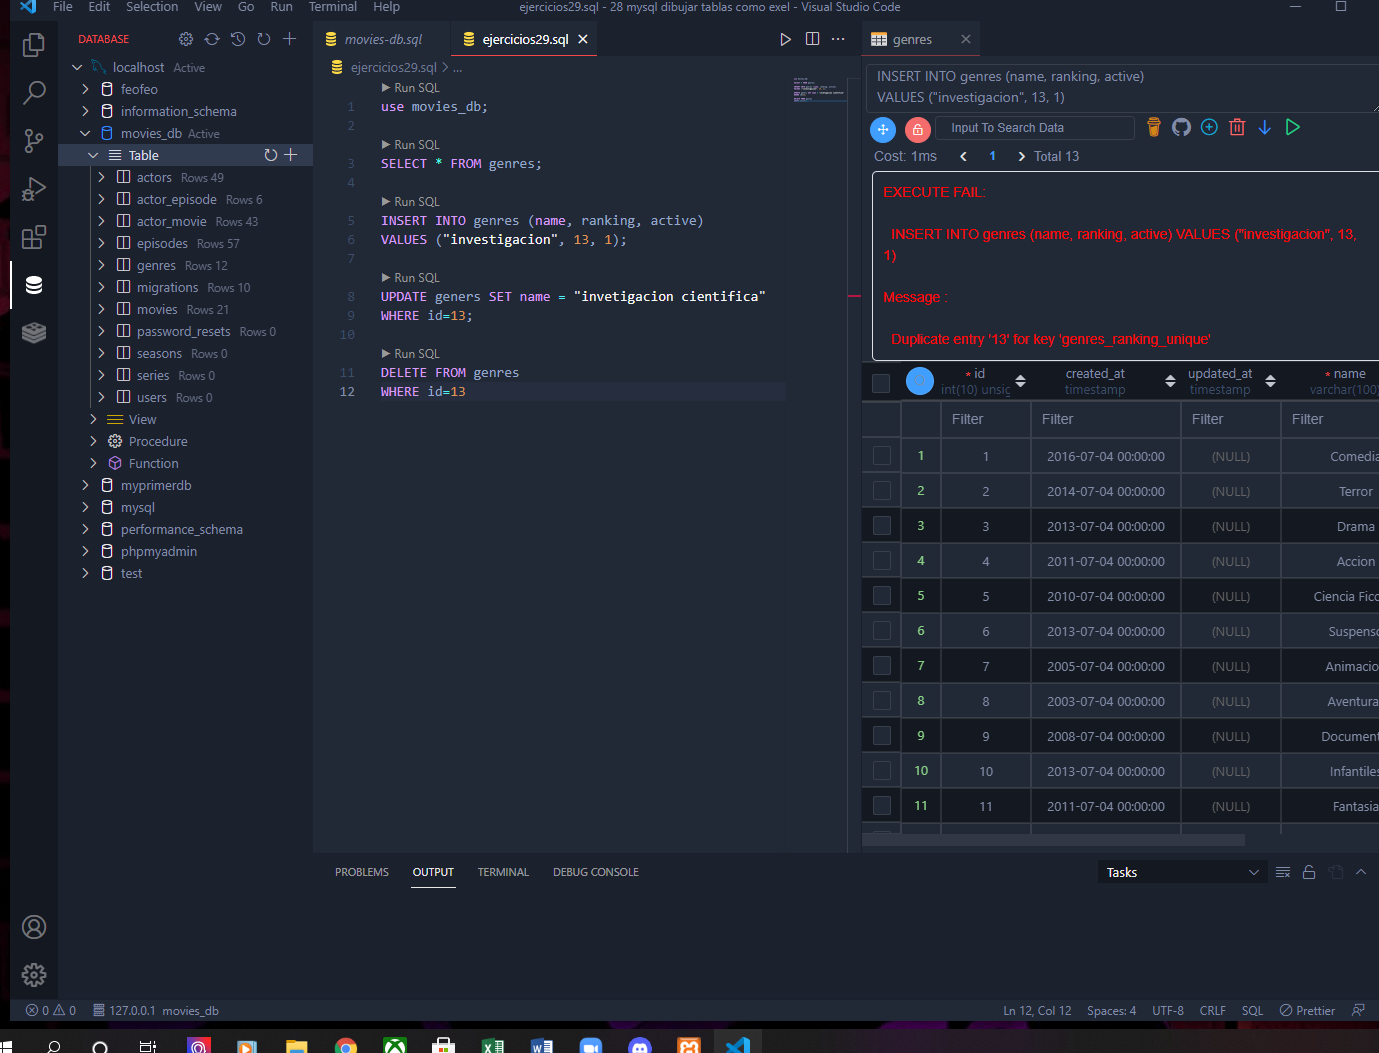 File Edit Selection View Go Run Terminal Help
ejercicios29.sql - 28 mysql dibujar tablas como exel - Visual Studio Code
DATABASE
localhost Active
feofeo
information_schema
movies_db Active
Table
actors Rows 49
actor_episode Rows 6
actor_movie Rows 43
episodes Rows 57
genres Rows 12
migrations Rows 10
movies Rows 21
password_resets Rows 0
seasons Rows 0
series Rows 0
users Rows 0
View
Procedure
Function
myprimerdb
mysql
performance_schema
phpmyadmin
test
movies-db.sql
ejercicios29.sql
ejercicios29.sql > ...
Run SQL
1 use movies_db;
2
Run SQL
3 SELECT * FROM genres;
4
Run SQL
5 INSERT INTO genres (name, ranking, active)
6 VALUES ("investigacion", 13, 1);
7
Run SQL
8 UPDATE geners SET name = "invetigacion cientifica"
9 WHERE id=13;
10
Run SQL
11 DELETE FROM genres
12 WHERE id=13
genres
INSERT INTO genres (name, ranking, active)
VALUES ("investigacion", 13, 1)
Input To Search Data
Cost: 1ms
1
Total 13
EXECUTE FAIL:
INSERT INTO genres (name, ranking, active) VALUES ("investigacion", 13,
1)
Message :
Duplicate entry '13' for key 'genres_ranking_unique'
* id created_at updated_at * name
int(10) unsig timestamp timestamp varchar(100)
Filter Filter Filter Filter
1 1 2016-07-04 00:00:00 (NULL) Comedia
2 2 2014-07-04 00:00:00 (NULL) Terror
3 3 2013-07-04 00:00:00 (NULL) Drama
4 4 2011-07-04 00:00:00 (NULL) Accion
5 5 2010-07-04 00:00:00 (NULL) Ciencia Ficc
6 6 2013-07-04 00:00:00 (NULL) Suspenso
7 7 2005-07-04 00:00:00 (NULL) Animacio
8 8 2003-07-04 00:00:00 (NULL) Aventura
9 9 2008-07-04 00:00:00 (NULL) Document
10 10 2013-07-04 00:00:00 (NULL) Infantiles
11 11 2011-07-04 00:00:00 (NULL) Fantasia
PROBLEMS OUTPUT TERMINAL DEBUG CONSOLE
Tasks
0 0 127.0.0.1 movies_db
Ln 12, Col 12 Spaces: 4 UTF-8 CRLF SQL Prettier